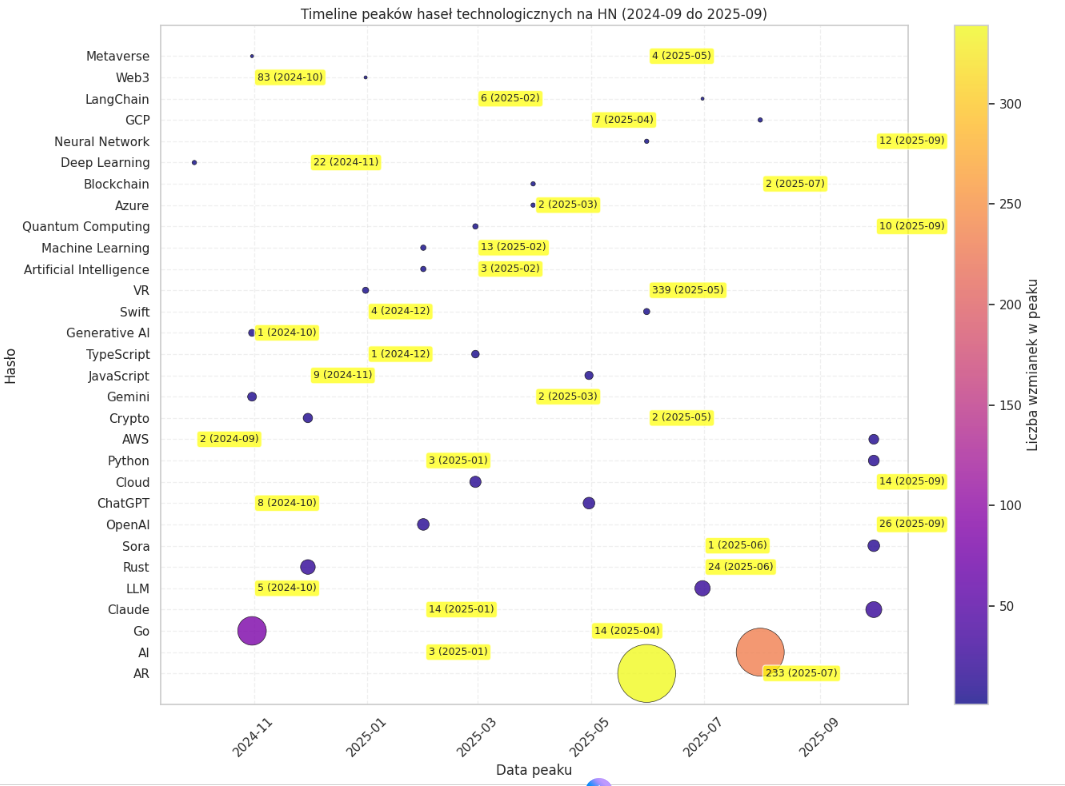 Timeline peaków haseł technologicznych na HN (2024-09 do 2025-09)
Metaverse 4 (2025-05)
Web3 83 (2024-10)
LangChain 6 (2025-02)
GCP 7 (2025-04)
Neural Network 12 (2025-09)
Deep Learning 22 (2024-11)
Blockchain 2 (2025-07)
Azure 2 (2025-03)
Quantum Computing 10 (2025-09)
Machine Learning 13 (2025-02)
Artificial Intelligence 3 (2025-02)
VR 339 (2025-05)
Swift 4 (2024-12)
Generative AI 1 (2024-10)
TypeScript 1 (2024-12)
JavaScript 9 (2024-11)
Gemini 2 (2025-03)
Crypto 2 (2025-05)
AWS 2 (2024-09)
Python 3 (2025-01)
Cloud 14 (2025-09)
ChatGPT 8 (2024-10)
OpenAI 26 (2025-09)
Sora 1 (2025-06)
Rust 24 (2025-06)
LLM 5 (2024-10)
Claude 14 (2025-01)
Go 14 (2025-04)
AI 3 (2025-01)
AR 233 (2025-07)
Hasło
2024-11 2025-01 2025-03 2025-05 2025-07 2025-09
Data peaku
300
250
200
150
100
50
Liczba wzmianek w peaku